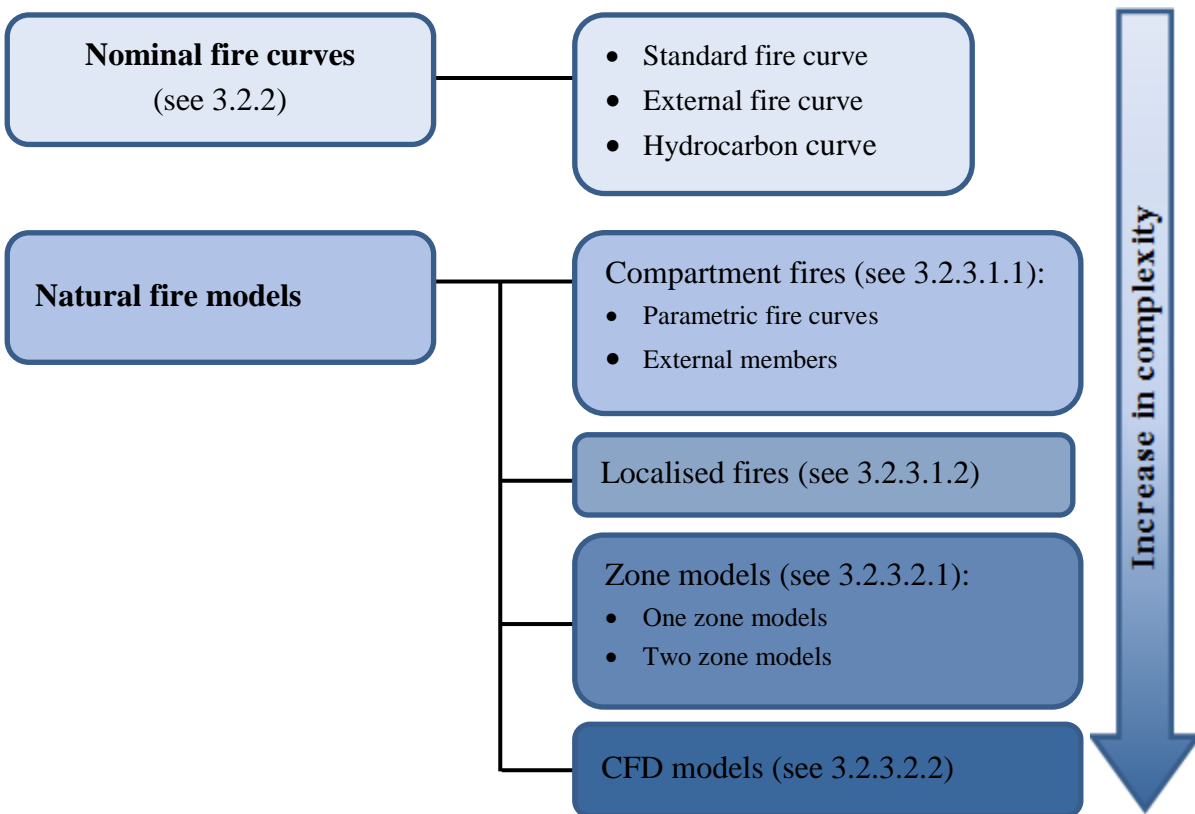 Nominal fire curves
(see 3.2.2)
• Standard fire curve
• External fire curve
• Hydrocarbon curve
Natural fire models
Compartment fires (see 3.2.3.1.1):
• Parametric fire curves
• External members
Localised fires (see 3.2.3.1.2)
Zone models (see 3.2.3.2.1):
• One zone models
• Two zone models
CFD models (see 3.2.3.2.2)
Increase in complexity